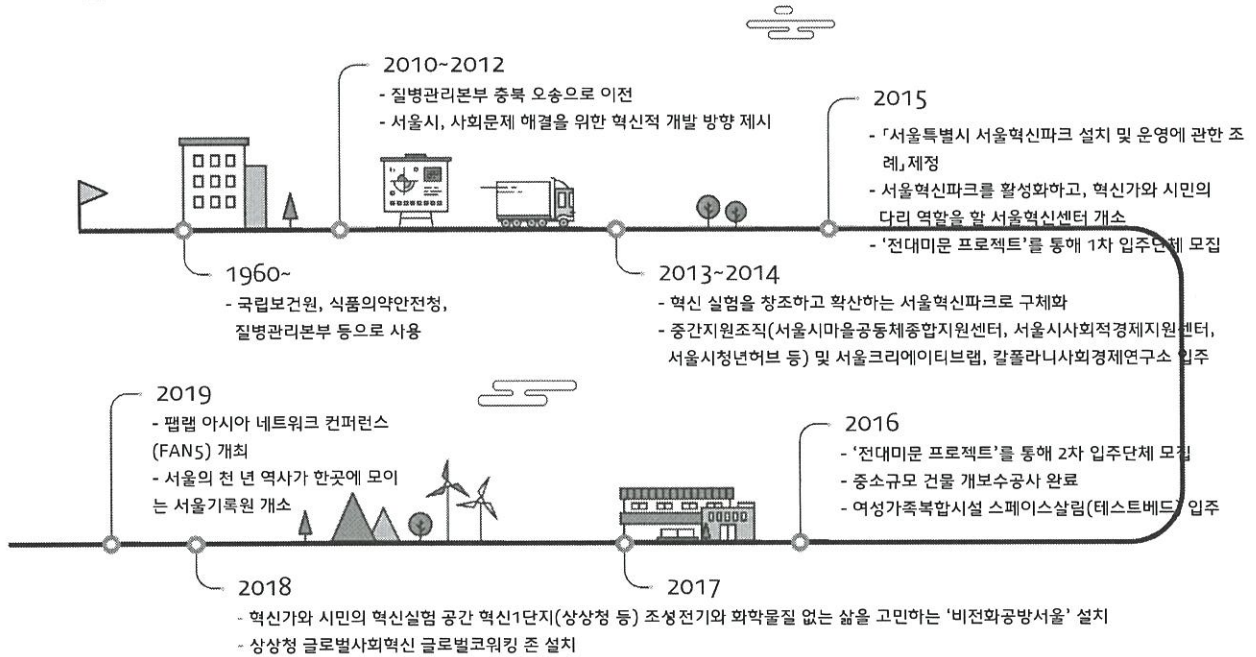 2010~2012
- 질병관리본부 충북 오송으로 이전
- 서울시, 사회문제 해결을 위한 혁신적 개발 방향 제시
2015
- 「서울특별시 서울혁신파크 설치 및 운영에 관한 조
례」제정
- 서울혁신파크를 활성화하고, 혁신가와 시민의
다리 역할을 할 서울혁신센터 개소
- '전대미문 프로젝트'를 통해 1차 입주단체 모집
1960~
- 국립보건원, 식품의약안전청,
질병관리본부 등으로 사용
2013~2014
- 혁신 실험을 창조하고 확산하는 서울혁신파크로 구체화
- 중간지원조직(서울시마을공동체종합지원센터, 서울시사회적경제지원센터,
서울시청년허브 등) 및 서울크리에이티브랩, 칼폴라니사회경제연구소 입주
2019
- 팹랩 아시아 네트워크 컨퍼런스
(FAN5) 개최
- 서울의 천 년 역사가 한곳에 모이
는 서울기록원 개소
2016
- '전대미문 프로젝트'를 통해 2차 입주단체 모집
- 중소규모 건물 개보수공사 완료
- 여성가족복합시설 스페이스살림(테스트베드) 입주
2018
2017
- 혁신가와 시민의 혁신실험 공간 혁신1단지(상상청 등) 조성전기와 화학물질 없는 삶을 고민하는 '비전화공방서울' 설치
- 상상청 글로벌사회혁신 글로벌코워킹 존 설치